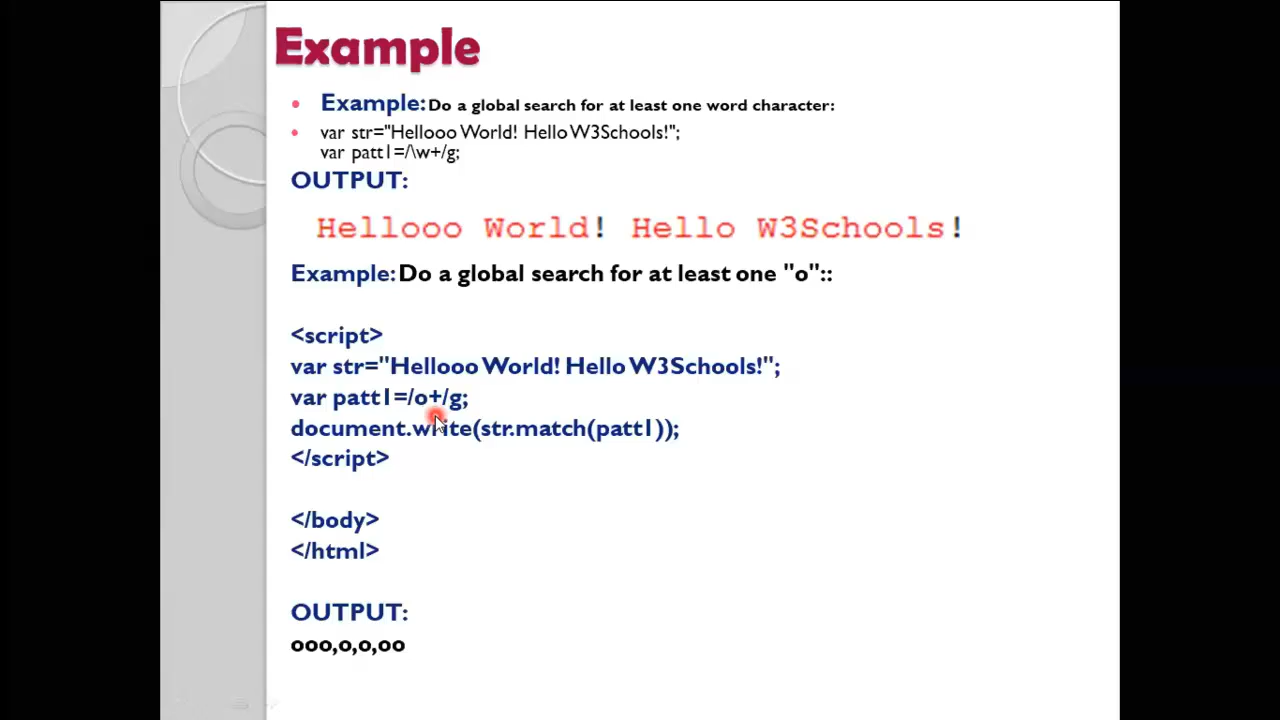 Example
Example: Do a global search for at least one word character:
var str="Hellooo World! Hello W3Schools!";
var patt1=/\w+/g;
OUTPUT:
Hellooo World! Hello W3Schools!
Example: Do a global search for at least one "o"::
<script>
var str="Hellooo World! Hello W3Schools!";
var patt1=/o+/g;
document.write(str.match(patt1));
</script>
</body>
</html>
OUTPUT:
ooo,o,o,oo